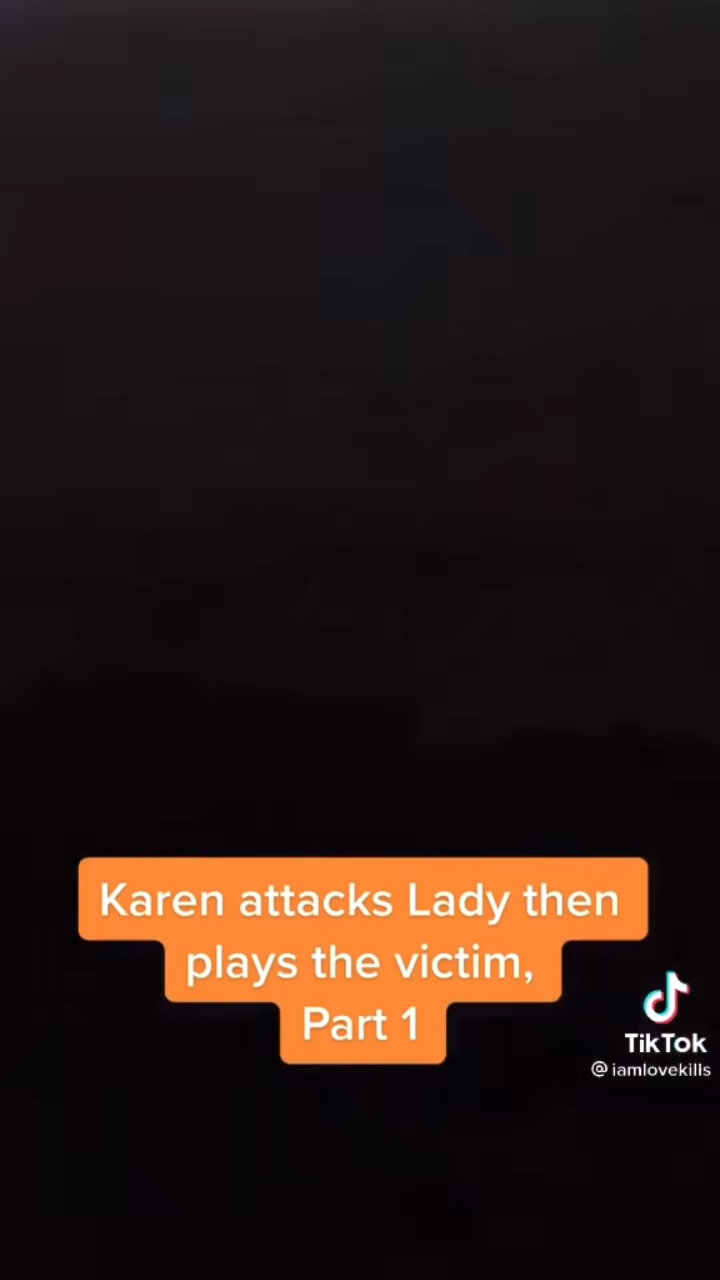 Karen attacks Lady then
plays the victim,
Part 1
TikTok
@iamlovekills